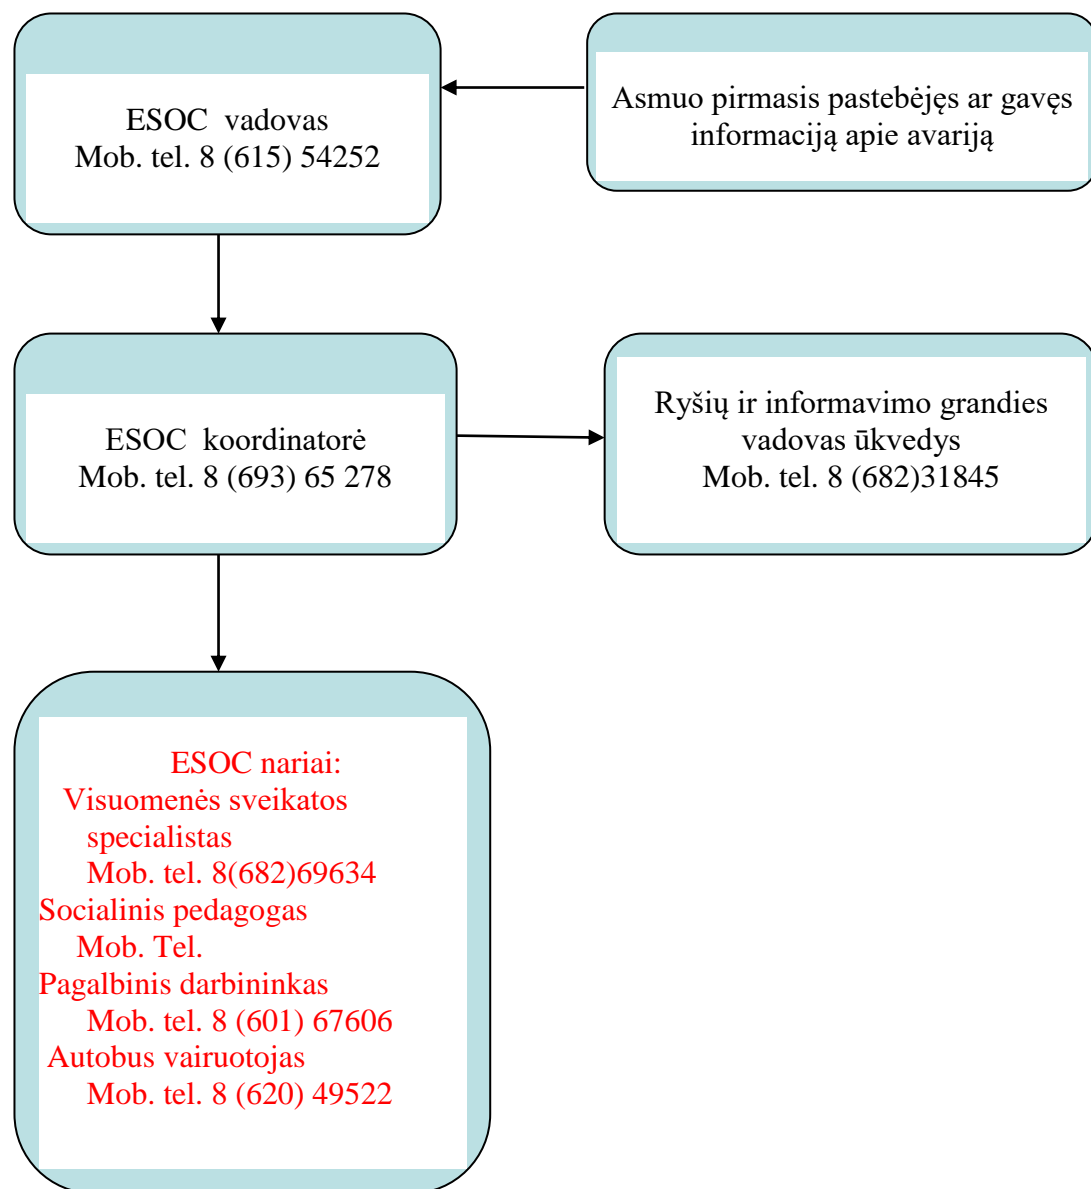 ESOC vadovas
Mob. tel. 8 (615) 54252
Asmuo pirmasis pastebėjęs ar gavęs
informaciją apie avariją
ESOC koordinatorė
Mob. tel. 8 (693) 65 278
Ryšių ir informavimo grandies
vadovas ūkvedys
Mob. tel. 8 (682)31845
ESOC nariai:
Visuomenės sveikatos
specialistas
Mob. tel. 8(682)69634
Socialinis pedagogas
Mob. Tel.
Pagalbinis darbininkas
Mob. tel. 8 (601) 67606
Autobus vairuotojas
Mob. tel. 8 (620) 49522